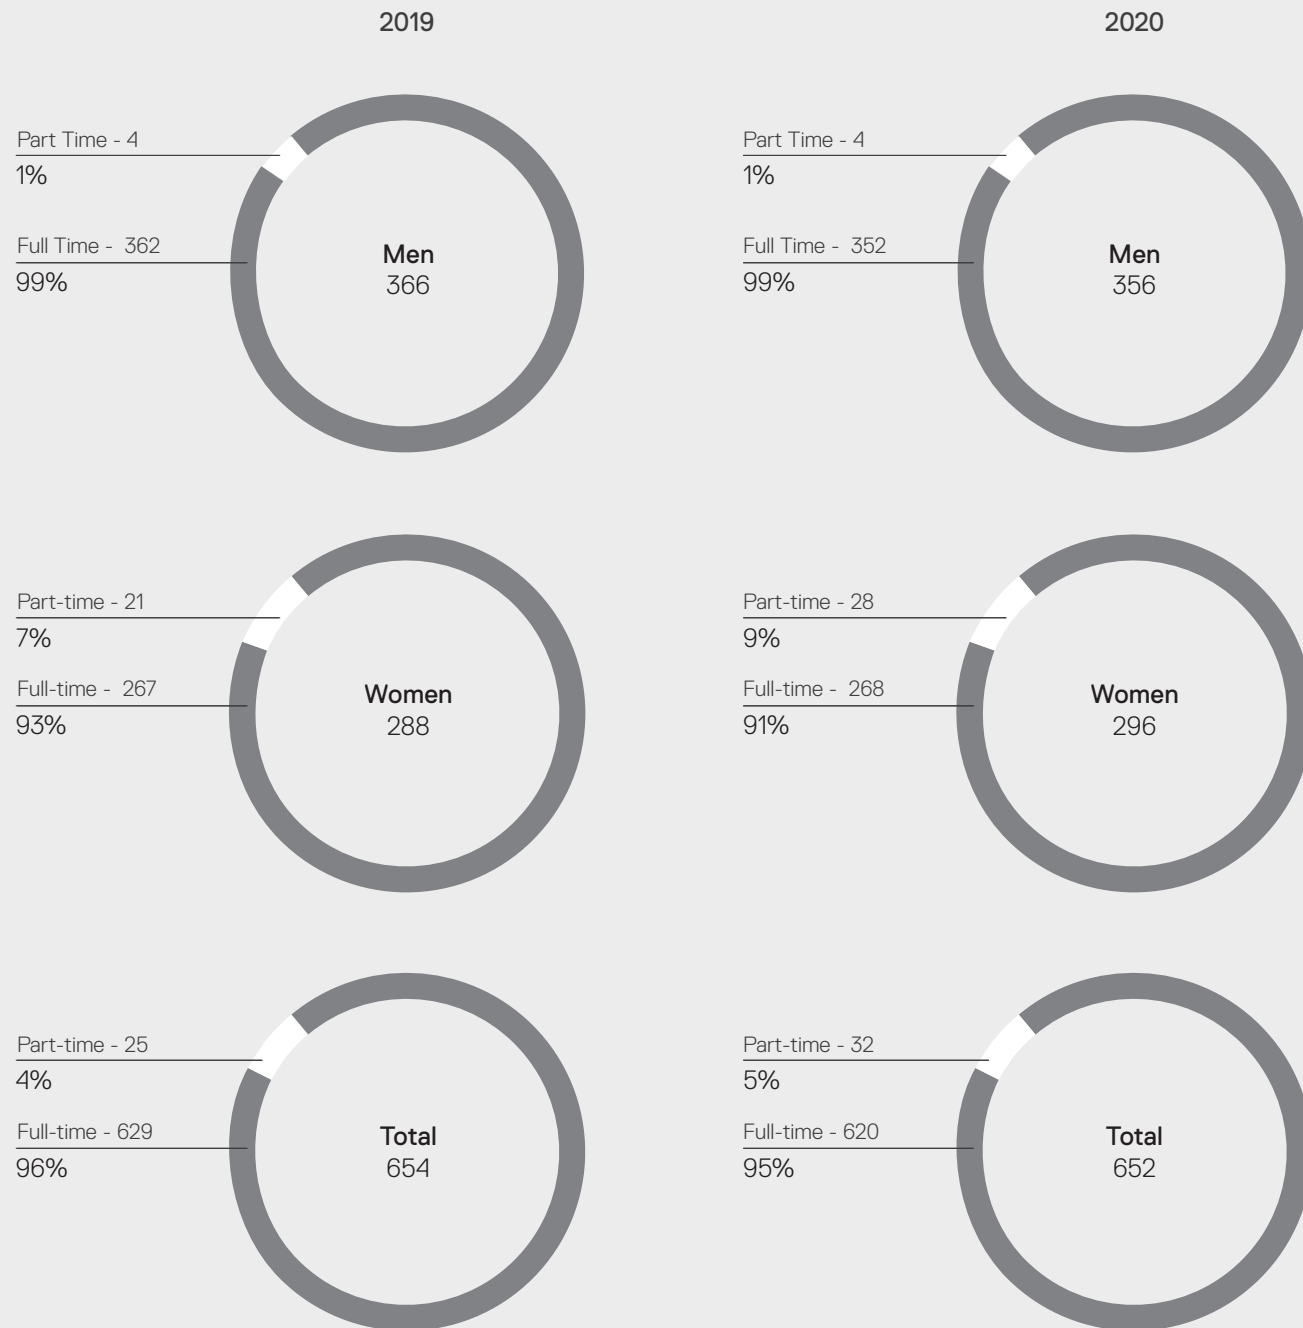 2019
Part Time - 4
1%
Full Time - 362
99%
Men
366
Part-time - 21
7%
Full-time - 267
93%
Women
288
Part-time - 25
4%
Full-time - 629
96%
Total
654
2020
Part Time - 4
1%
Full Time - 352
99%
Men
356
Part-time - 28
9%
Full-time - 268
91%
Women
296
Part-time - 32
5%
Full-time - 620
95%
Total
652